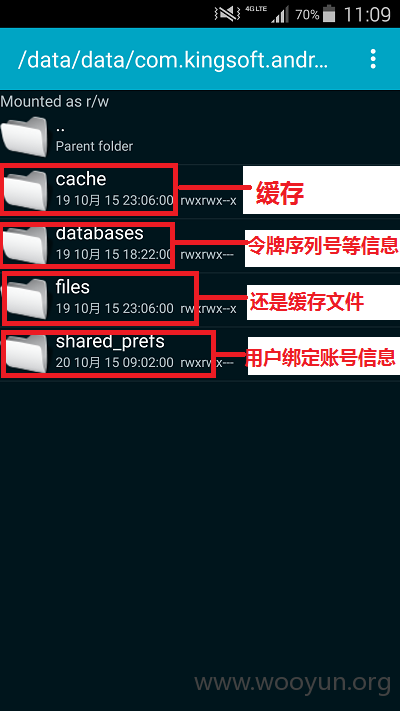 4G LTE 70% 11:09
/data/data/com.kingsoft.andr...
Mounted as r/w
..
Parent folder
cache
19 10月 15 23:06:00 rwxrwx--x
缓存
databases
19 10月 15 18:22:00 rwxrwx---
令牌序列号等信息
files
19 10月 15 23:06:00 rwxrwx--x
还是缓存文件
shared_prefs
20 10月 15 09:02:00 rwxrwx---
用户绑定账号信息
www.wooyun.org